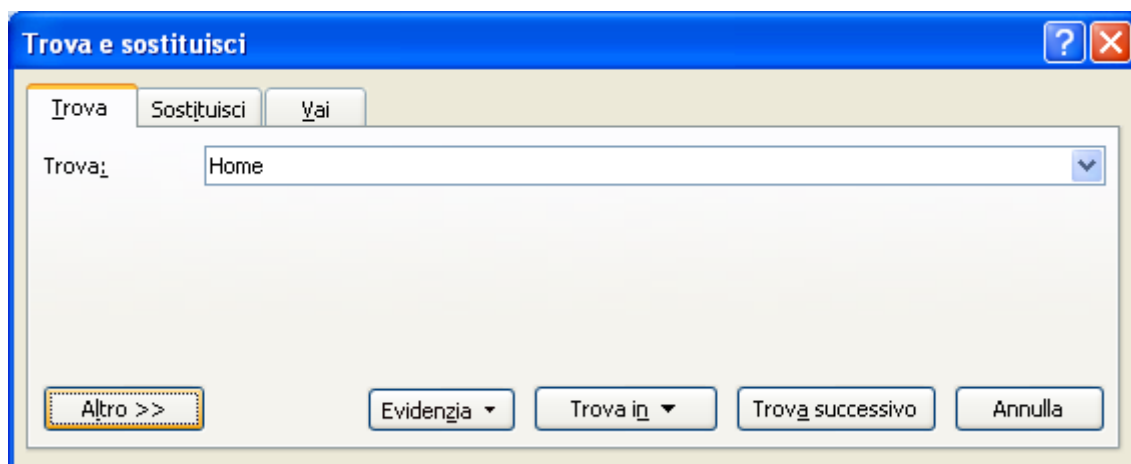 Trova e sostituisci
Trova Sostituisci Vai
Trova: Home
Altro >> Evidenzia Trova in Trova successivo Annulla